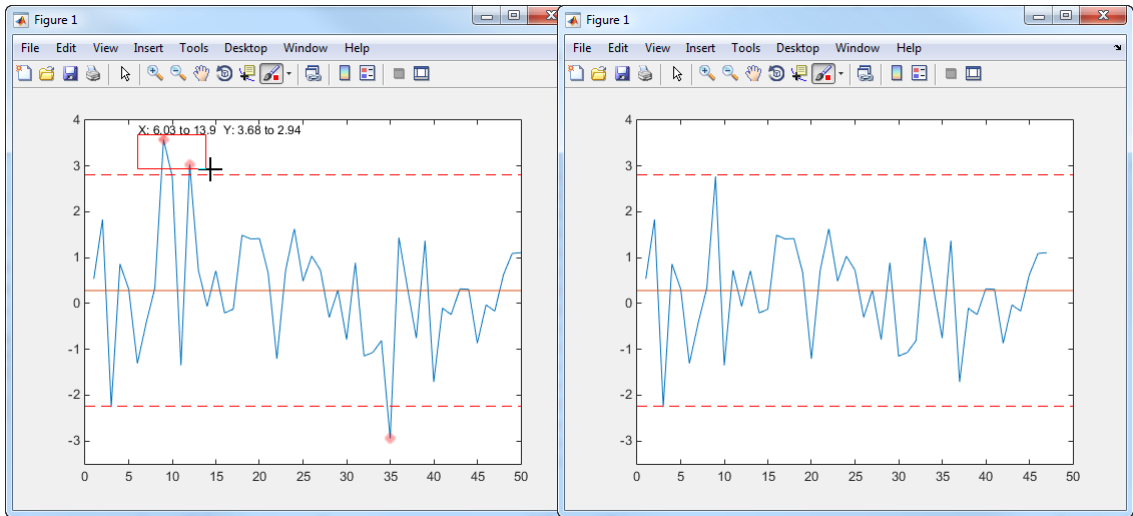 Figure 1
File Edit View Insert Tools Desktop Window Help
X: 6.03 to 13.9 Y: 3.68 to 2.94
4
3
2
1
0
-1
-2
-3
0 5 10 15 20 25 30 35 40 45 50
Figure 1
File Edit View Insert Tools Desktop Window Help
4
3
2
1
0
-1
-2
-3
0 5 10 15 20 25 30 35 40 45 50